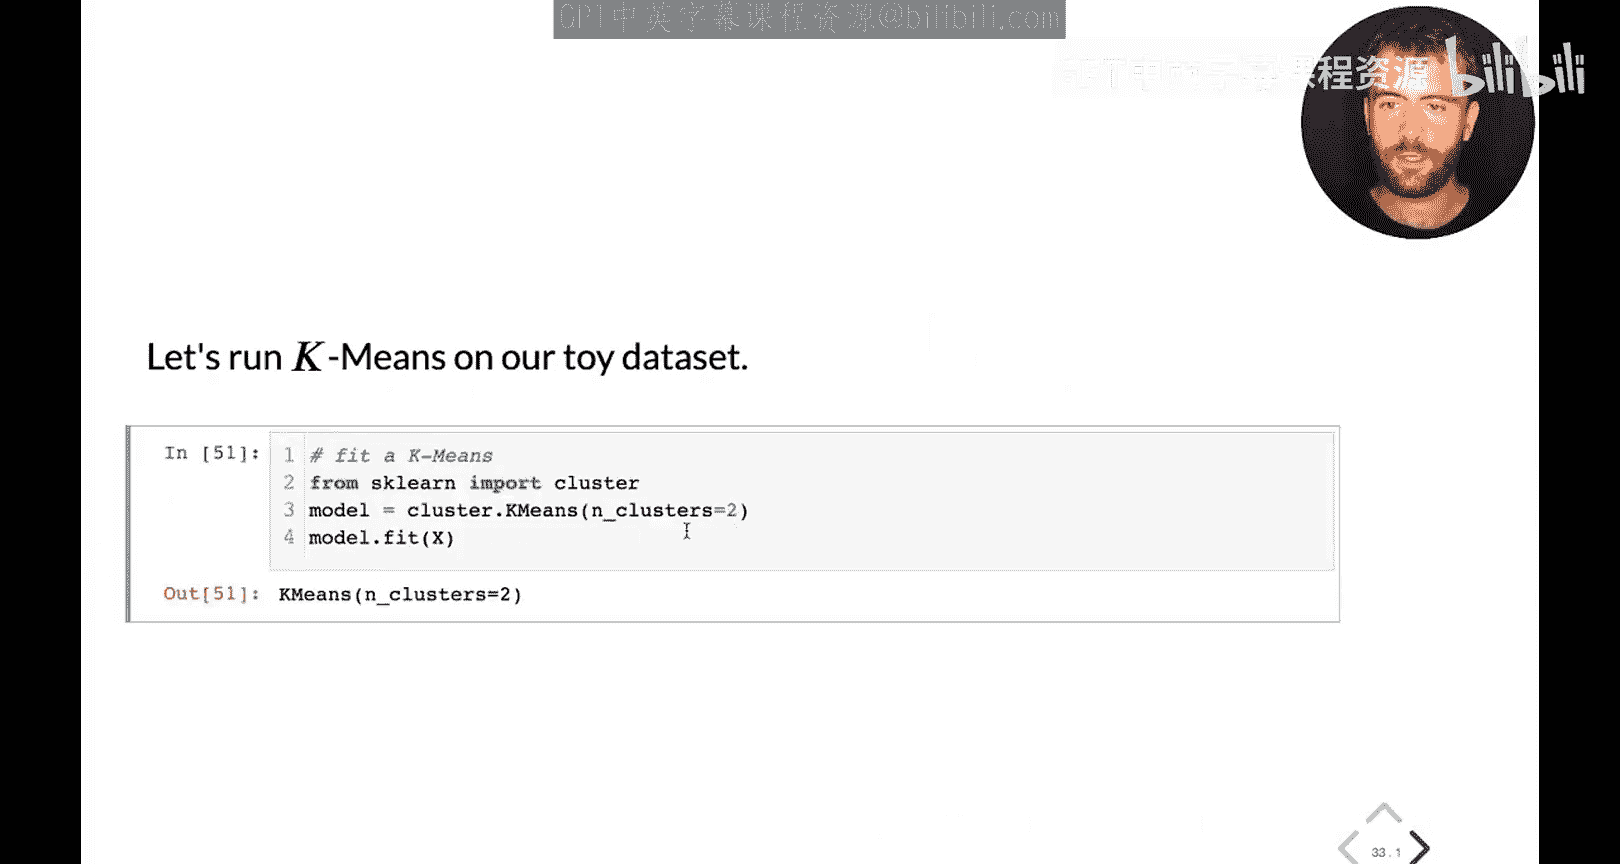 GPT中英字幕课程资源@bilibili.com
课程资源 bilibili
Let's run K-Means on our toy dataset.
In [51]:
1 # fit a K-Means
2 from sklearn import cluster
3 model = cluster.KMeans(n_clusters=2)
4 model.fit(X)
Out[51]: KMeans(n_clusters=2)
33.1